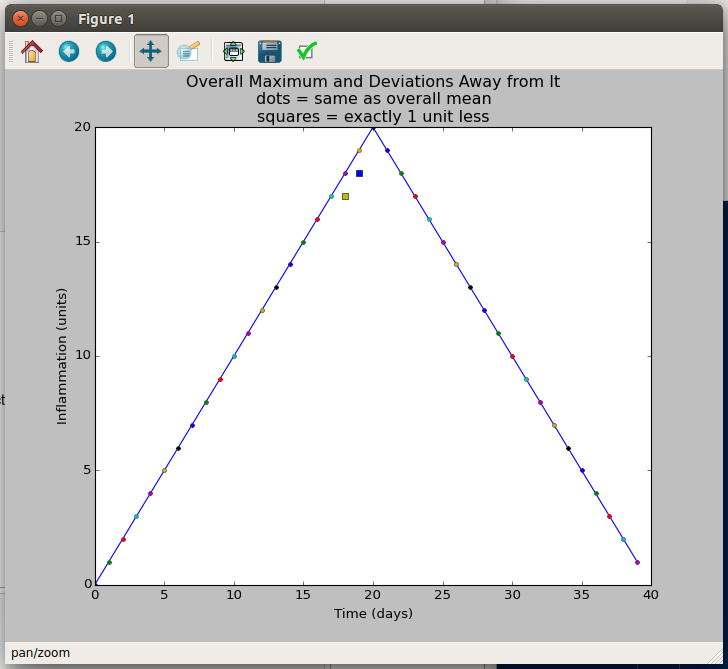 Figure 1
Overall Maximum and Deviations Away from It
dots = same as overall mean
squares = exactly 1 unit less
20
15
10
5
0
Inflammation (units)
0 5 10 15 20 25 30 35 40
Time (days)
pan/zoom